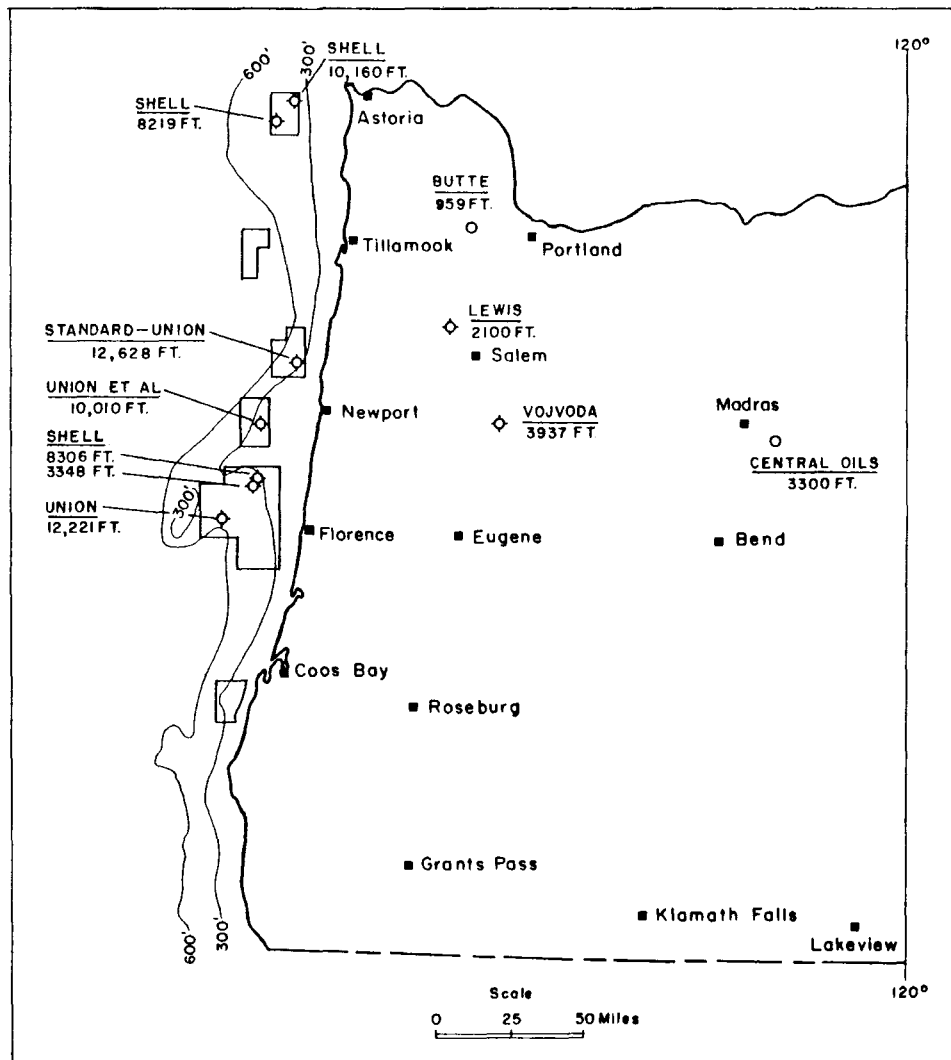 120°
600'
300'
SHELL
10,160 FT.
SHELL
8219 FT.
Astoria
BUTTE
959 FT.
Tillamook
Portland
LEWIS
2100 FT.
STANDARD-UNION
12,628 FT.
Salem
UNION ET AL
10,010 FT.
Newport
VOJVODA
3937 FT
Madras
SHELL
8306 FT.
3348 FT.
CENTRAL OILS
3300 FT.
UNION
12,221 FT.
300'
Florence
Eugene
Bend
Coos Bay
Roseburg
Grants Pass
Klamath Falls
Lakeview
600'
300'
120°
Scale
0 25 50 Miles